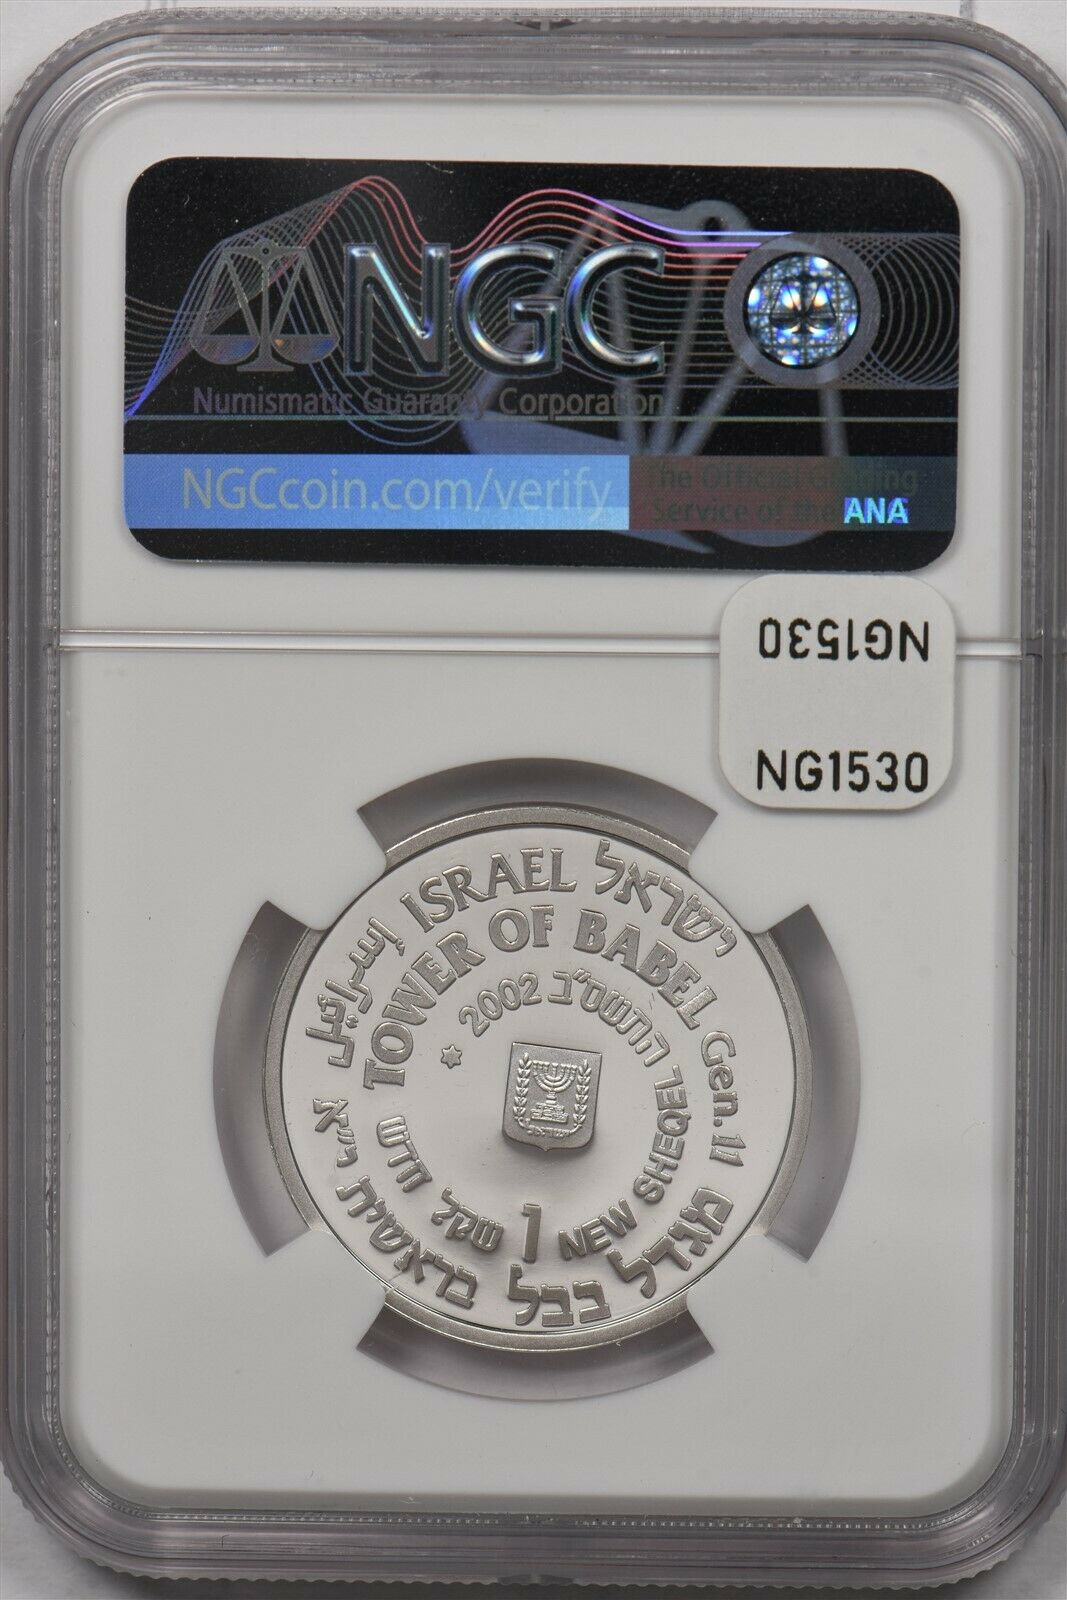 NGC
Numismatic Guaranty Corporation
NGCcoin.com/verify
The Official Grading
Service of the ANA
NG1530
NG1530
إسرائيل ISRAEL ישראל
TOWER OF BABEL Gen. 11
2002 התשס"ב
ישראל
1 NEW SHEQEL
שקל חדש
מגדל בבל בראשית י"א